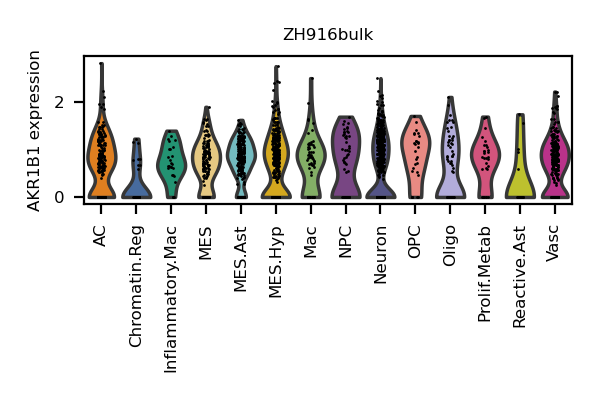 ZH916bulk
AKR1B1 expression
2
0
AC
Chromatin.Reg
Inflammatory.Mac
MES
MES.Ast
MES.Hyp
Mac
NPC
Neuron
OPC
Oligo
Prolif.Metab
Reactive.Ast
Vasc